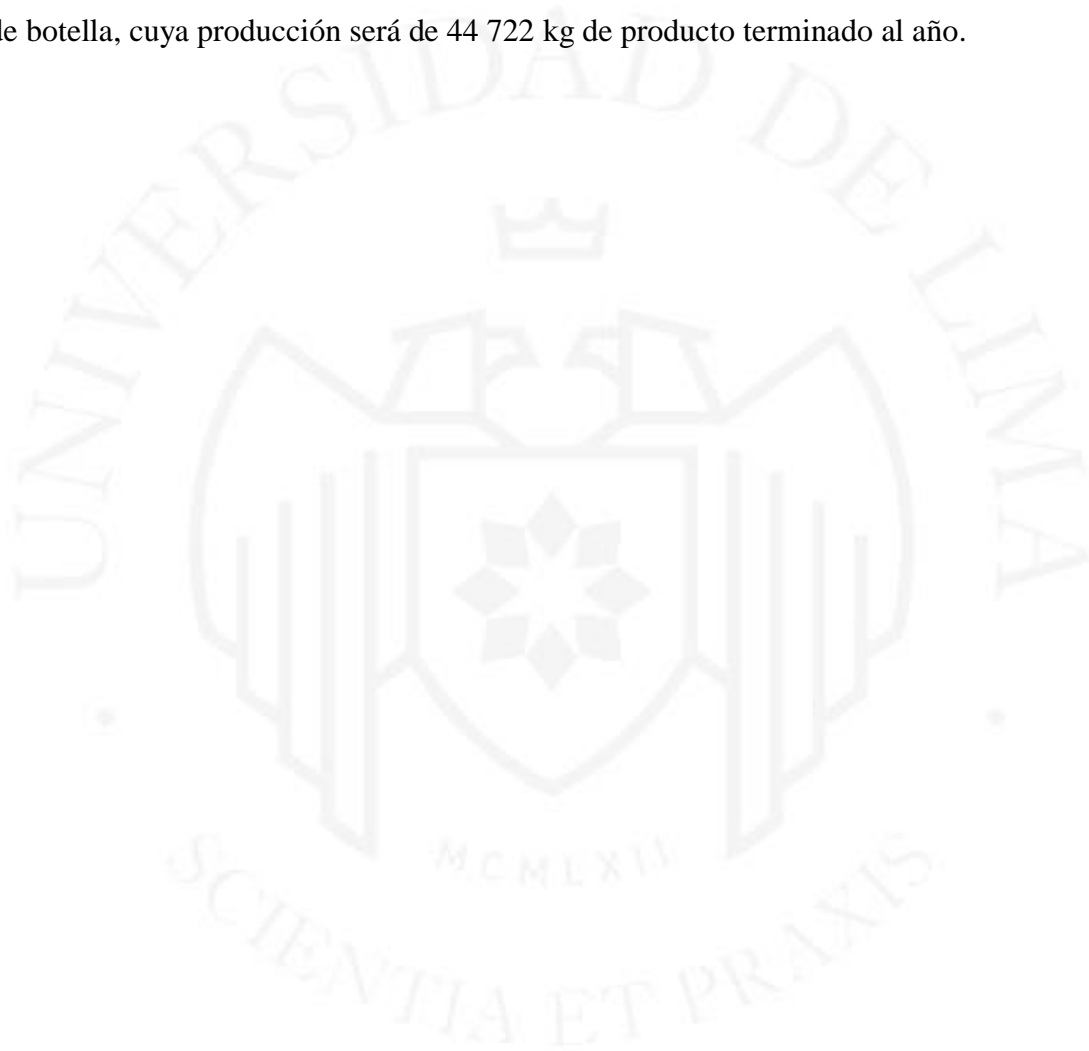 de botella, cuya producción será de 44 722 kg de producto terminado al año.
UNIVERSIDAD DE LIMA
MCMLXII
SCIENTIA ET PRAXIS